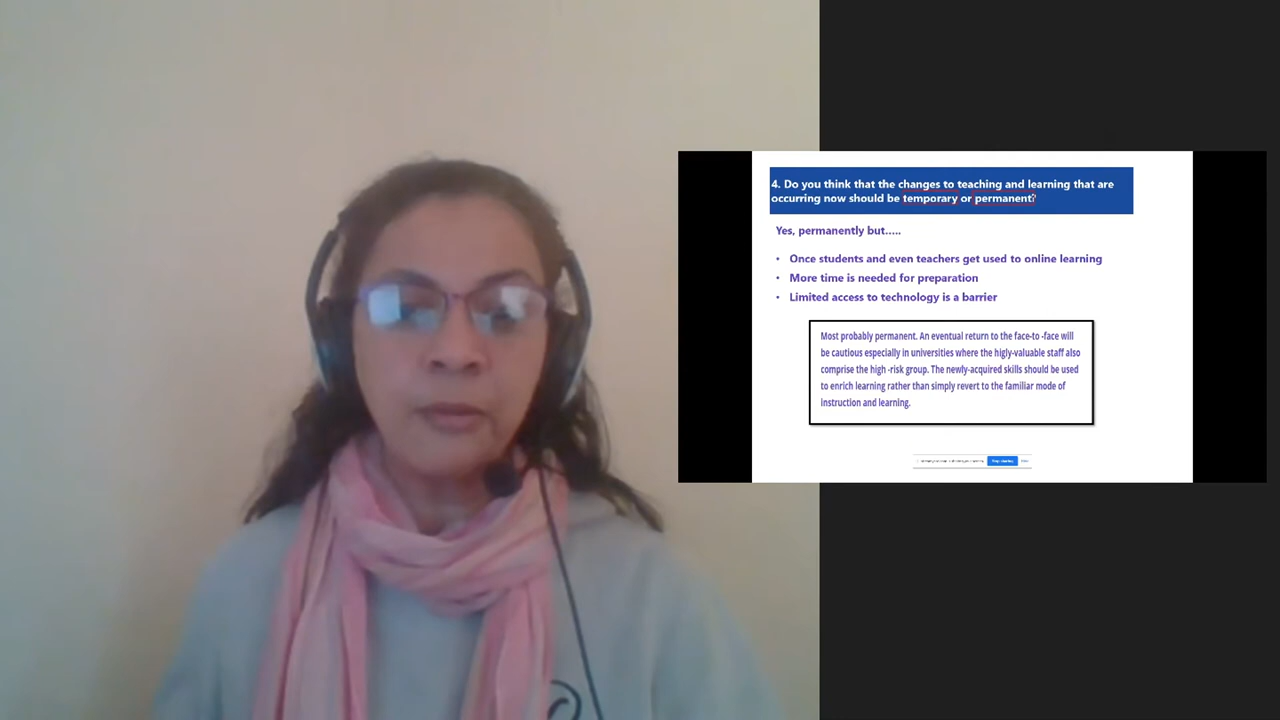 4. Do you think that the changes to teaching and learning that are
occurring now should be temporary or permanent?
Yes, permanently but.....
• Once students and even teachers get used to online learning
• More time is needed for preparation
• Limited access to technology is a barrier
Most probably permanent. An eventual return to the face-to -face will
be cautious especially in universities where the higly-valuable staff also
comprise the high -risk group. The newly-acquired skills should be used
to enrich learning rather than simply revert to the familiar mode of
instruction and learning.